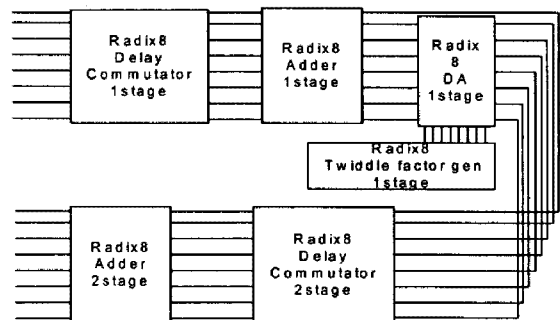 Radix8
Delay
Commutator
1stage
Radix8
Adder
1stage
Radix
8
DA
1stage
Radix8
Twiddle factor gen
1stage
Radix8
Adder
2stage
Radix8
Delay
Commutator
2stage